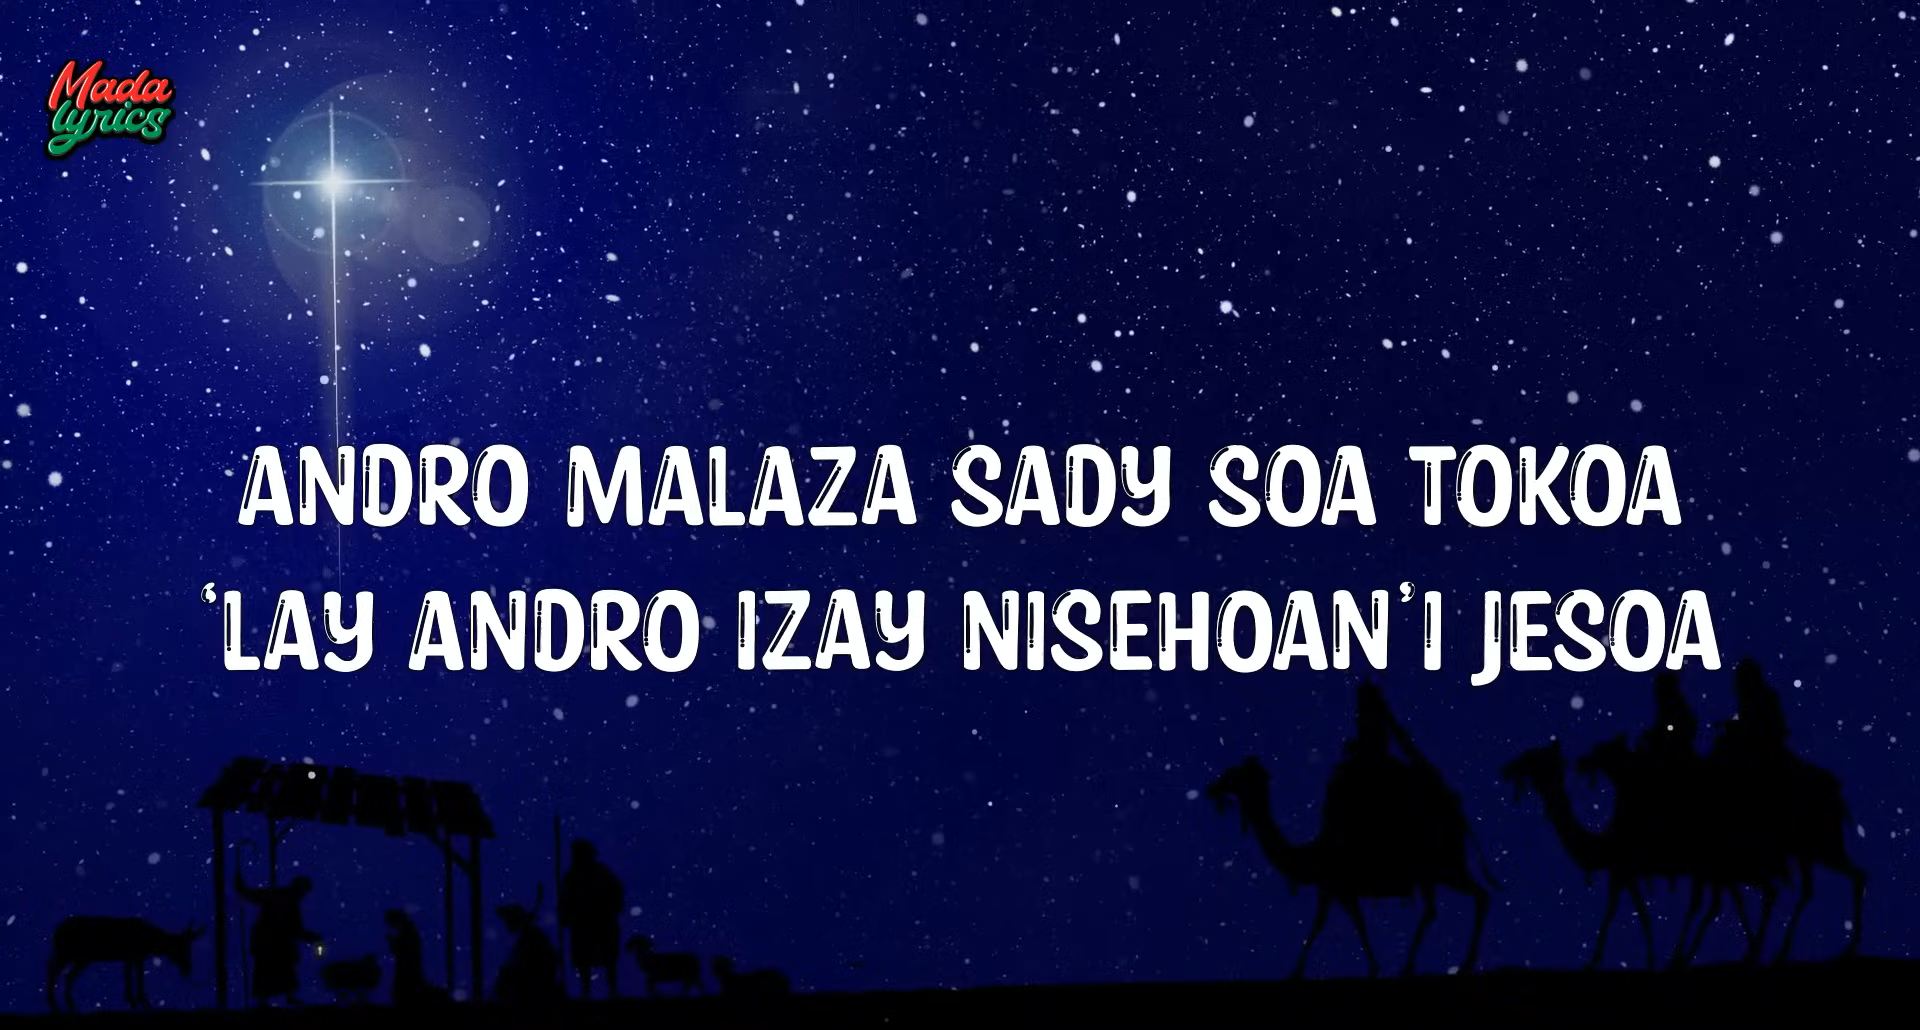 Mada
lyrics
ANDRO MALAZA SADY SOA TOKOA
‘LAY ANDRO IZAY NISEHOAN’I JESOA